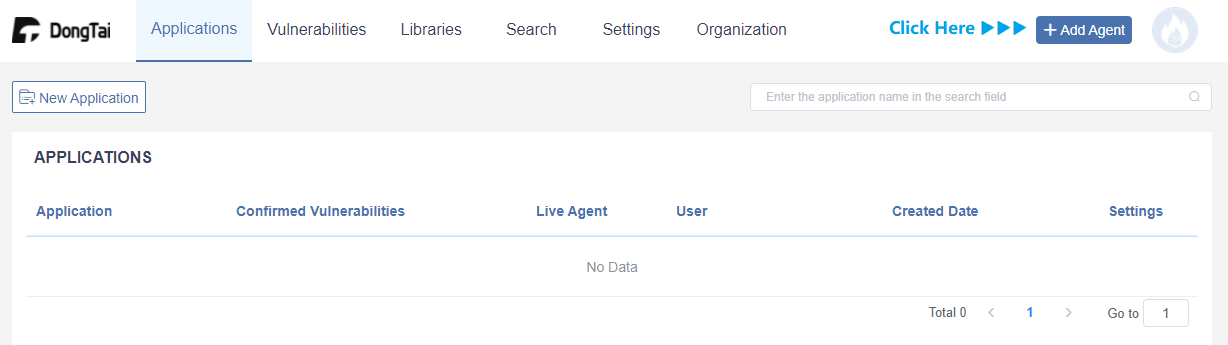 DongTai Applications Vulnerabilities Libraries Search Settings Organization Click Here + Add Agent
New Application Enter the application name in the search field
APPLICATIONS
Application Confirmed Vulnerabilities Live Agent User Created Date Settings
No Data
Total 0 < 1 > Go to 1